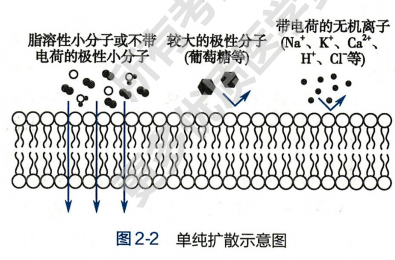 脂溶性小分子或不带
电荷的极性小分子
较大的极性分子
(葡萄糖等)
带电荷的无机离子
(Na⁺、K⁺、Ca²⁺、
H⁺、Cl⁻等)
图2-2 单纯扩散示意图